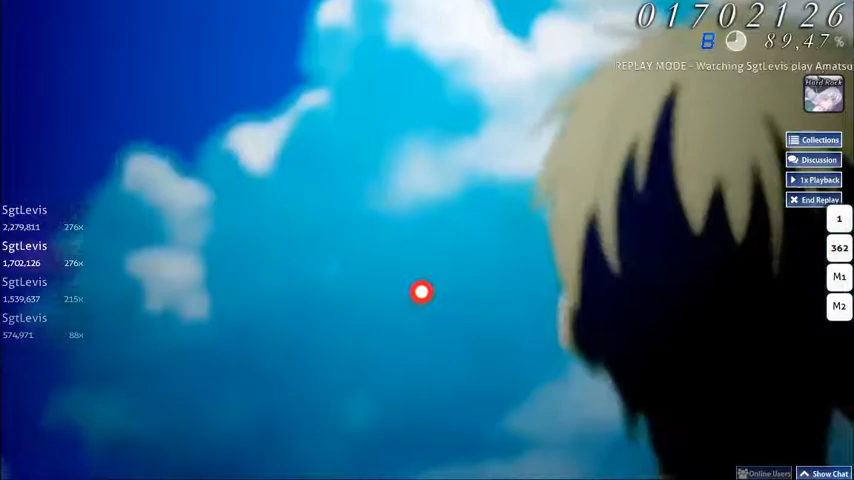 01702126
B 89,47%
REPLAY MODE - Watching SgtLevis play Amatsu
Hard Rock
Collections
Discussion
1x Playback
End Replay
SgtLevis
2,279,811 276x
SgtLevis
1,702,126 276x
SgtLevis
1,539,637 215x
SgtLevis
574,971 88x
1
362
M1
M2
Online Users
Show Chat